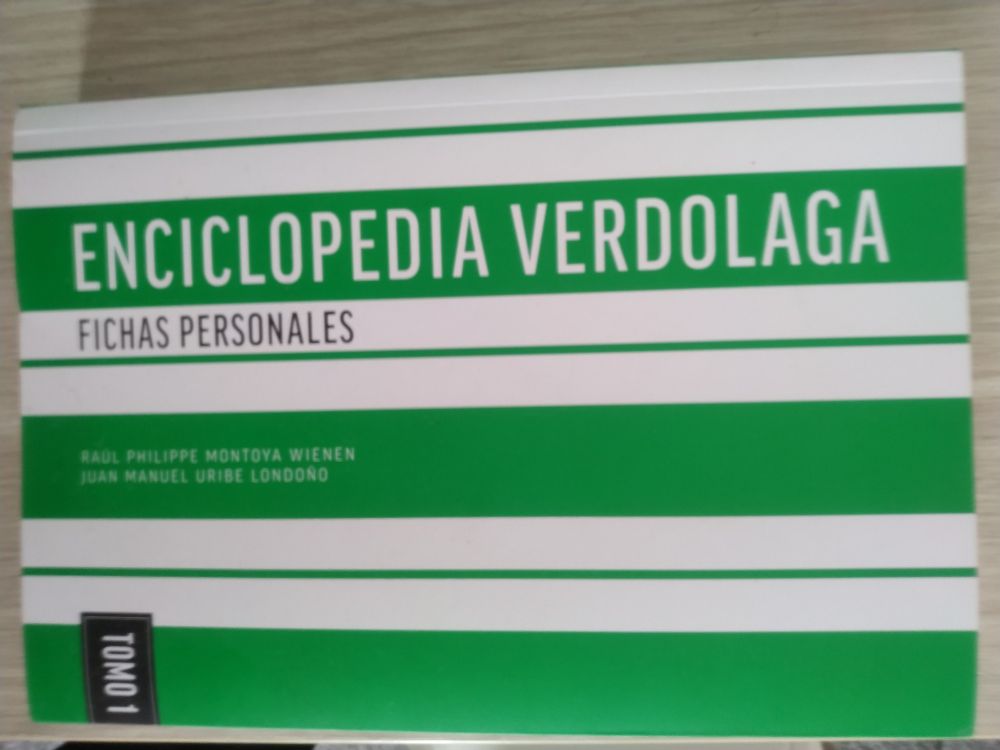 ENCICLOPEDIA VERDOLAGA
FICHAS PERSONALES
RAÚL PHILIPPE MONTOYA WIENEN
JUAN MANUEL URIBE LONDOÑO
TOMO 1